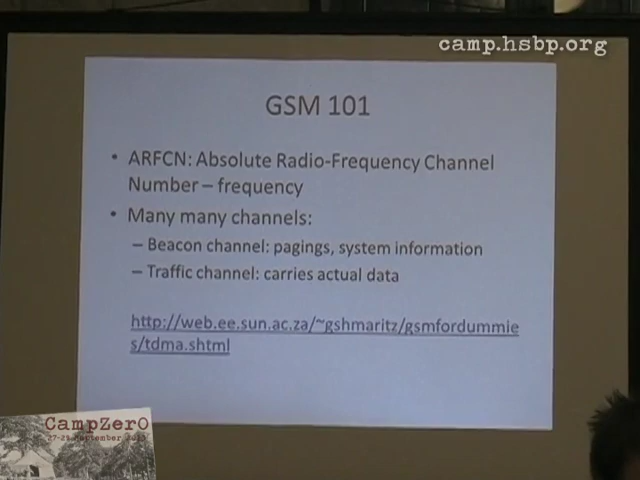 camp.hsbp.org
GSM 101
• ARFCN: Absolute Radio-Frequency Channel
Number – frequency
• Many many channels:
– Beacon channel: pagings, system information
– Traffic channel: carries actual data
http://web.ee.sun.ac.za/~gshmaritz/gsmfordummie
s/tdma.shtml
CampZer0
September